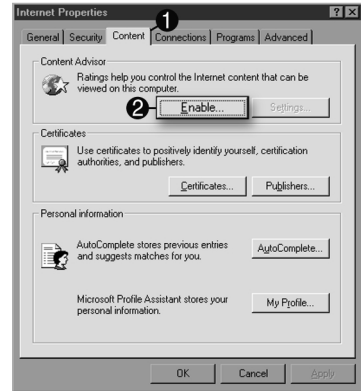 Internet Properties
1
General Security Content Connections Programs Advanced
Content Advisor
Ratings help you control the Internet content that can be
viewed on this computer.
2 Enable... Settings...
Certificates
Use certificates to positively identify yourself, certification
authorities, and publishers.
Certificates... Publishers...
Personal information
AutoComplete stores previous entries
and suggests matches for you.
AutoComplete...
Microsoft Profile Assistant stores your
personal information.
My Profile...
OK Cancel Apply